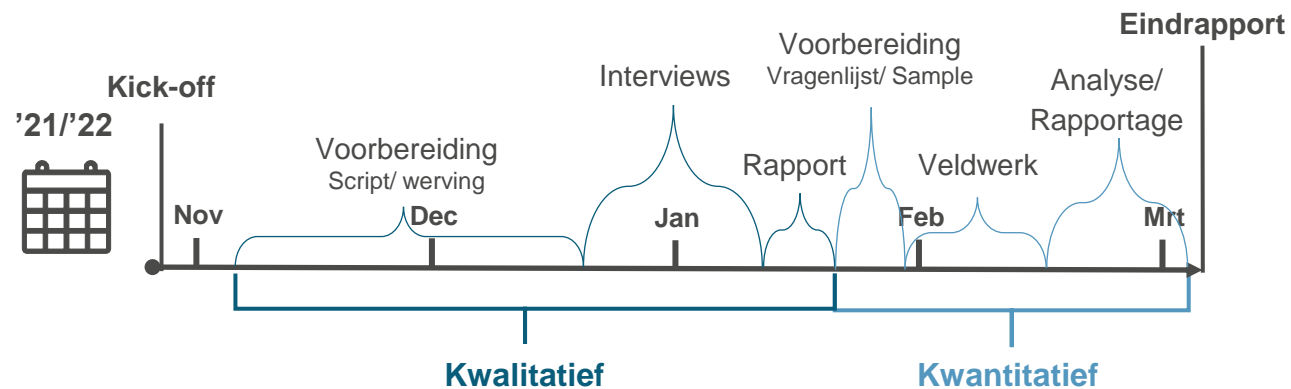 Eindrapport
Kick-off
'21/'22
Voorbereiding
Script/ werving
Interviews
Rapport
Voorbereiding
Vragenlijst/ Sample
Veldwerk
Analyse/
Rapportage
Nov
Dec
Jan
Feb
Mrt
Kwalitatief
Kwantitatief